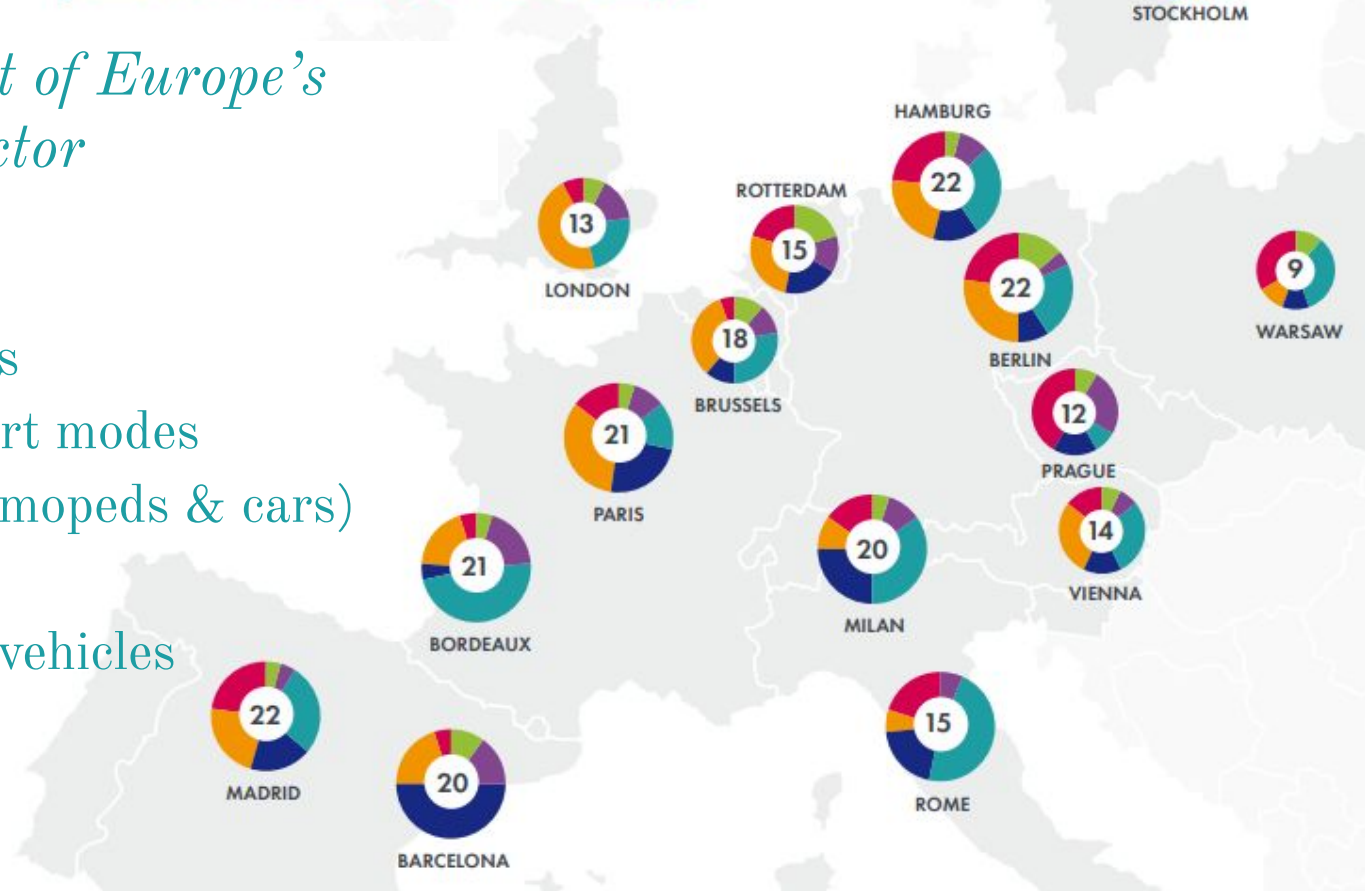 STOCKHOLM
t of Europe's
ctor
s
rt modes
mopeds & cars)
vehicles
HAMBURG
22
ROTTERDAM
15
13
LONDON
22
BERLIN
9
WARSAW
18
BRUSSELS
12
PRAGUE
21
PARIS
14
VIENNA
20
MILAN
21
BORDEAUX
22
MADRID
15
ROME
20
BARCELONA